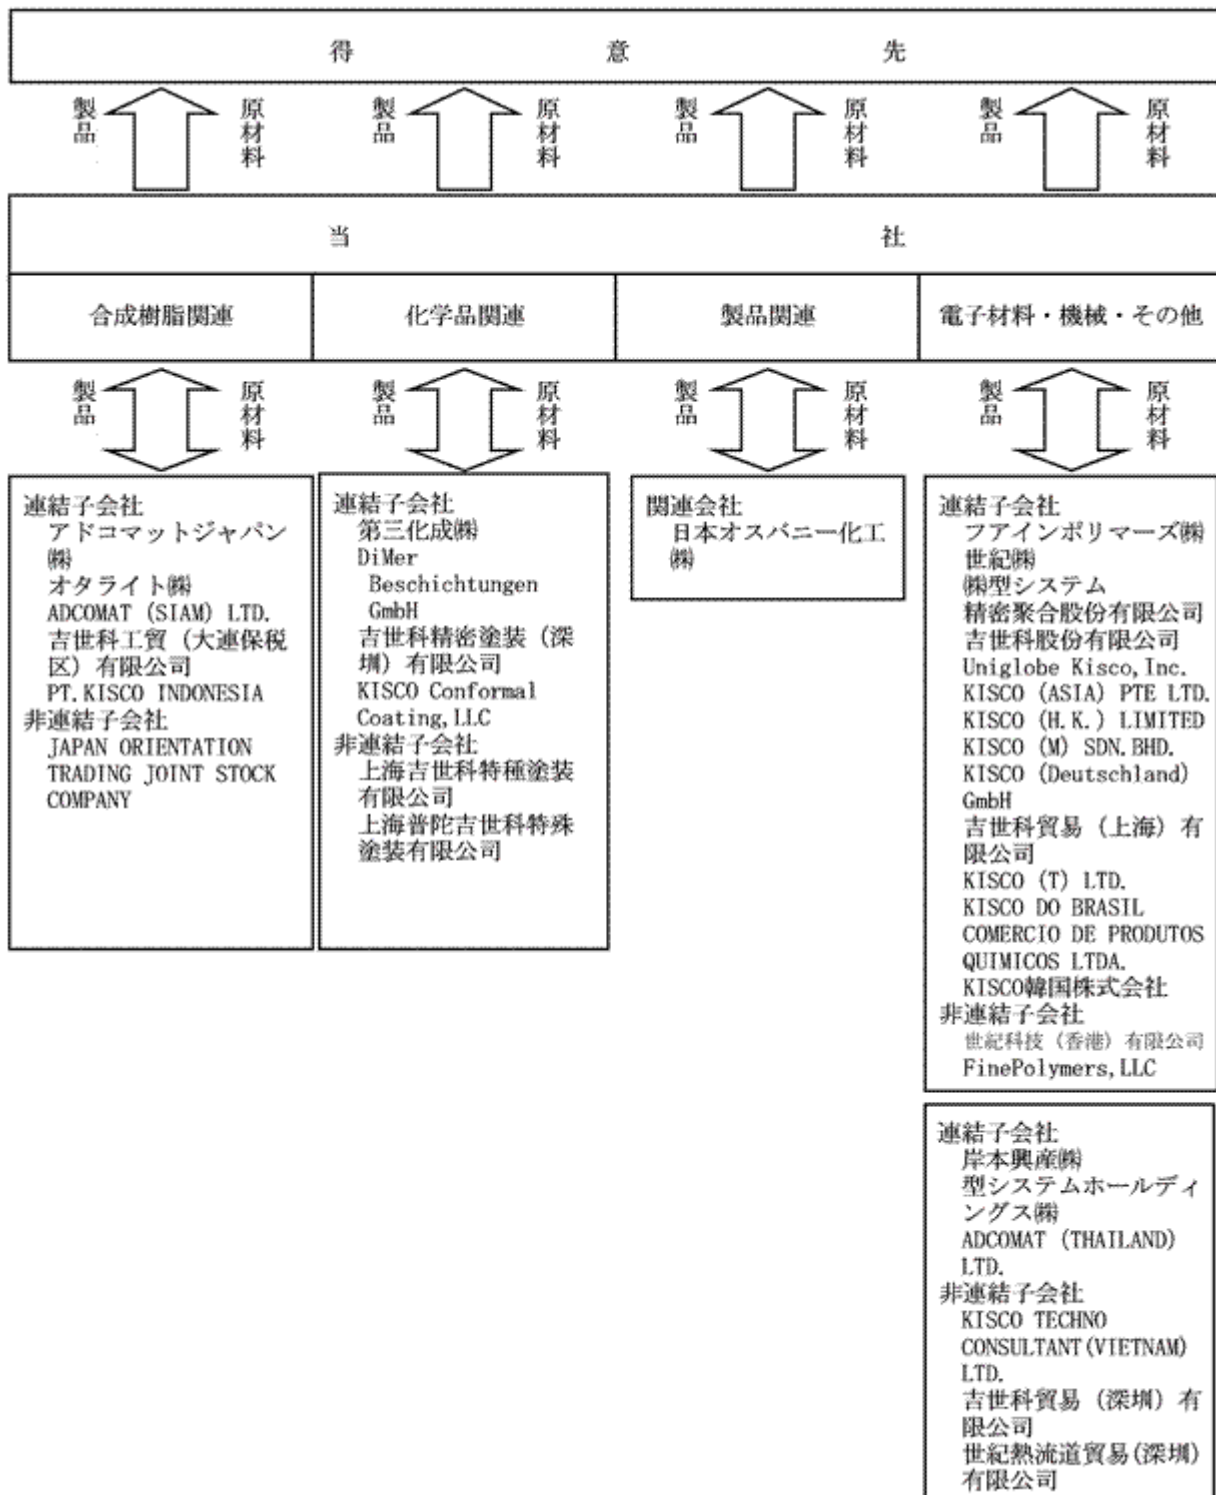 得意先
製品
原材料
製品
原材料
製品
原材料
製品
原材料
当社
合成樹脂関連
化学品関連
製品関連
電子材料・機械・その他
製品
原材料
製品
原材料
製品
原材料
製品
原材料
連結子会社
アドコマットジャパン
㈱
オタライト㈱
ADCOMAT (SIAM) LTD.
吉世科工貿（大連保税
区）有限公司
PT.KISCO INDONESIA
非連結子会社
JAPAN ORIENTATION
TRADING JOINT STOCK
COMPANY
連結子会社
第三化成㈱
DiMer
Beschichtungen
GmbH
吉世科精密塗装（深
圳）有限公司
KISCO Conformal
Coating,LLC
非連結子会社
上海吉世科特種塗装
有限公司
上海普陀吉世科特殊
塗装有限公司
関連会社
日本オスバニー化工
㈱
連結子会社
フアインポリマーズ㈱
世紀㈱
㈱型システム
精密聚合股份有限公司
吉世科股份有限公司
Uniglobe Kisco,Inc.
KISCO (ASIA) PTE LTD.
KISCO (H.K.) LIMITED
KISCO (M) SDN.BHD.
KISCO (Deutschland)
GmbH
吉世科貿易（上海）有
限公司
KISCO (T) LTD.
KISCO DO BRASIL
COMERCIO DE PRODUTOS
QUIMICOS LTDA.
KISCO韓国株式会社
非連結子会社
世紀科技（香港）有限公司
FinePolymers,LLC
連結子会社
岸本興産㈱
型システムホールディ
ングス㈱
ADCOMAT (THAILAND)
LTD.
非連結子会社
KISCO TECHNO
CONSULTANT(VIETNAM)
LTD.
吉世科貿易（深圳）有
限公司
世紀熱流道貿易(深圳)
有限公司